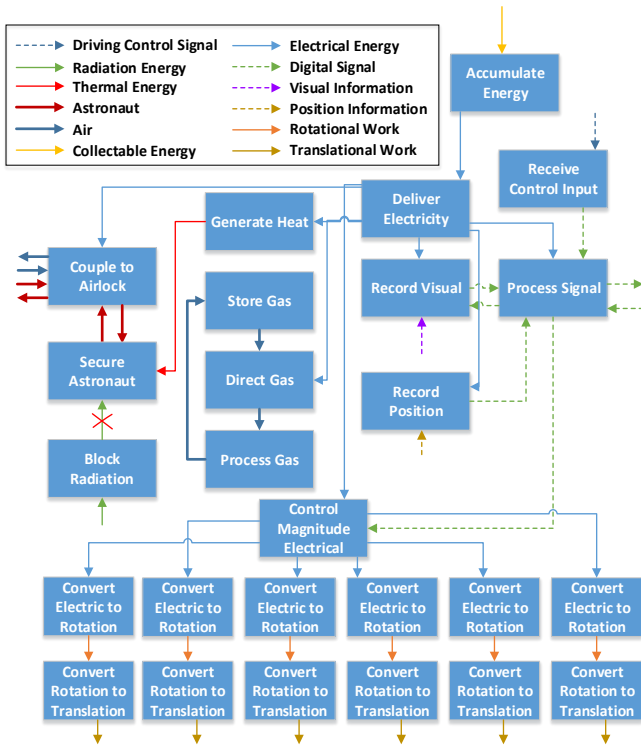 Driving Control Signal
Radiation Energy
Thermal Energy
Astronaut
Air
Collectable Energy
Electrical Energy
Digital Signal
Visual Information
Position Information
Rotational Work
Translational Work
Accumulate
Energy
Receive
Control Input
Deliver
Electricity
Generate Heat
Couple to
Airlock
Store Gas
Record Visual
Process Signal
Secure
Astronaut
Direct Gas
Record
Position
Block
Radiation
Process Gas
Control
Magnitude
Electrical
Convert
Electric to
Rotation
Convert
Electric to
Rotation
Convert
Electric to
Rotation
Convert
Electric to
Rotation
Convert
Electric to
Rotation
Convert
Electric to
Rotation
Convert
Rotation to
Translation
Convert
Rotation to
Translation
Convert
Rotation to
Translation
Convert
Rotation to
Translation
Convert
Rotation to
Translation
Convert
Rotation to
Translation